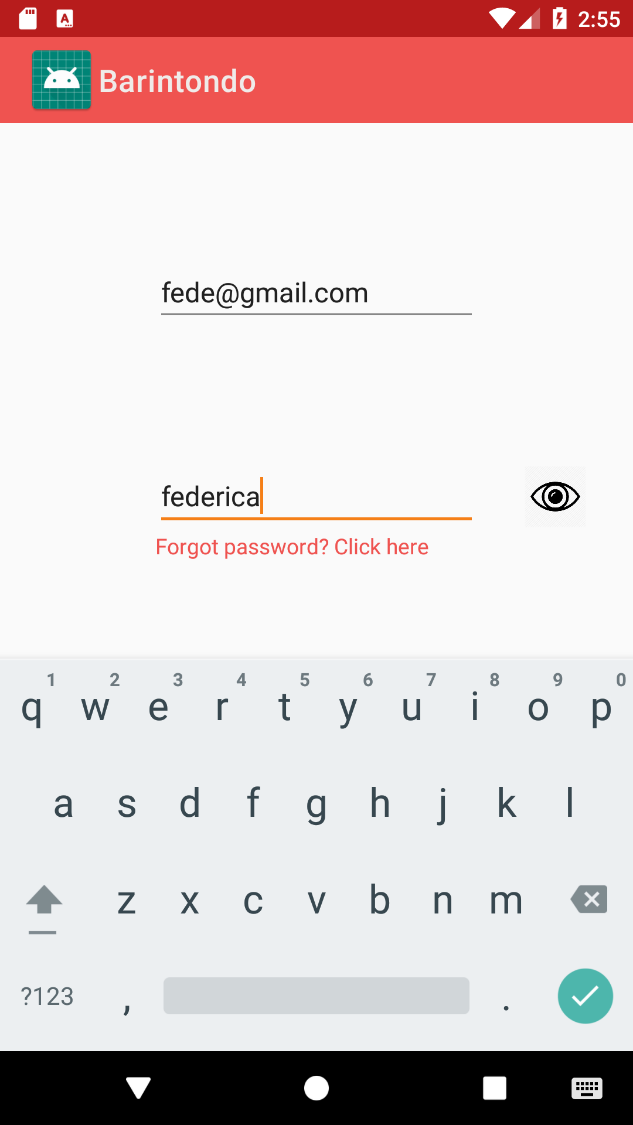 2:55
Barintondo
fede@gmail.com
federica
Forgot password? Click here
1 2 3 4 5 6 7 8 9 0
q w e r t y u i o p
a s d f g h j k l
z x c v b n m
?123 , .